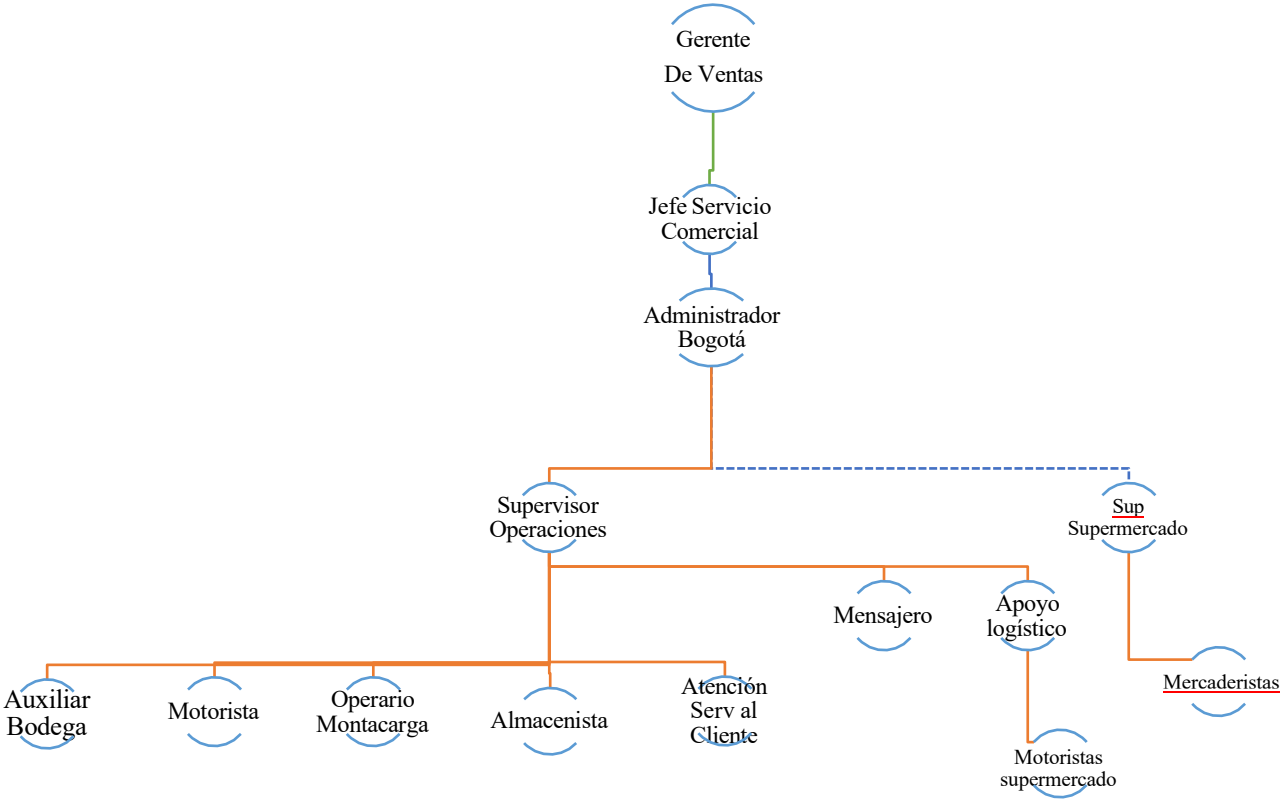 Gerente
De Ventas
Jefe Servicio
Comercial
Administrador
Bogotá
Supervisor
Operaciones
Sup
Supermercado
Mensajero
Apoyo
logístico
Auxiliar
Bodega
Motorista
Operario
Montacarga
Almacenista
Atención
Serv al
Cliente
Mercaderistas
Motoristas
supermercado